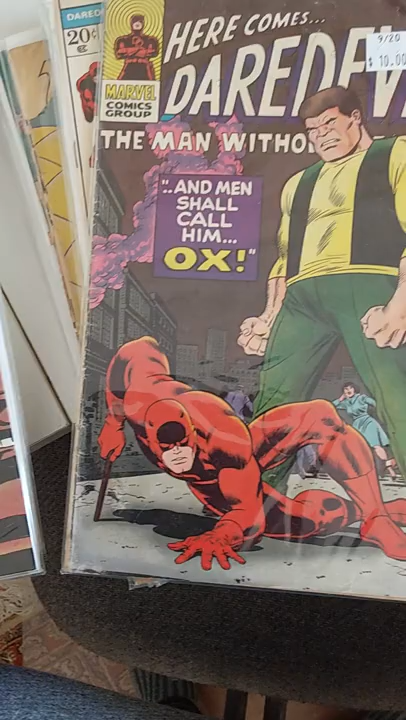 DARED
20¢
MARVEL
COMICS
GROUP
HERE COMES...
DAREDEV
9/20
$ 10.00
THE MAN WITHO
"..AND MEN
SHALL
CALL
HIM...
OX!"